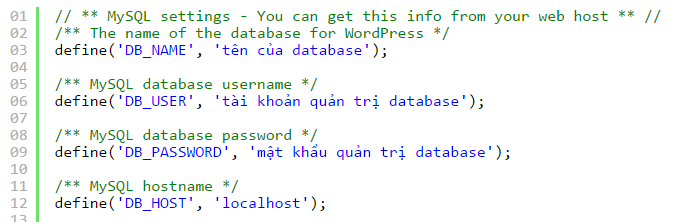 01 // ** MySQL settings - You can get this info from your web host ** //
02 /** The name of the database for WordPress */
03 define('DB_NAME', 'tên của database');
04
05 /** MySQL database username */
06 define('DB_USER', 'tài khoản quản trị database');
07
08 /** MySQL database password */
09 define('DB_PASSWORD', 'mật khẩu quản trị database');
10
11 /** MySQL hostname */
12 define('DB_HOST', 'localhost');
13